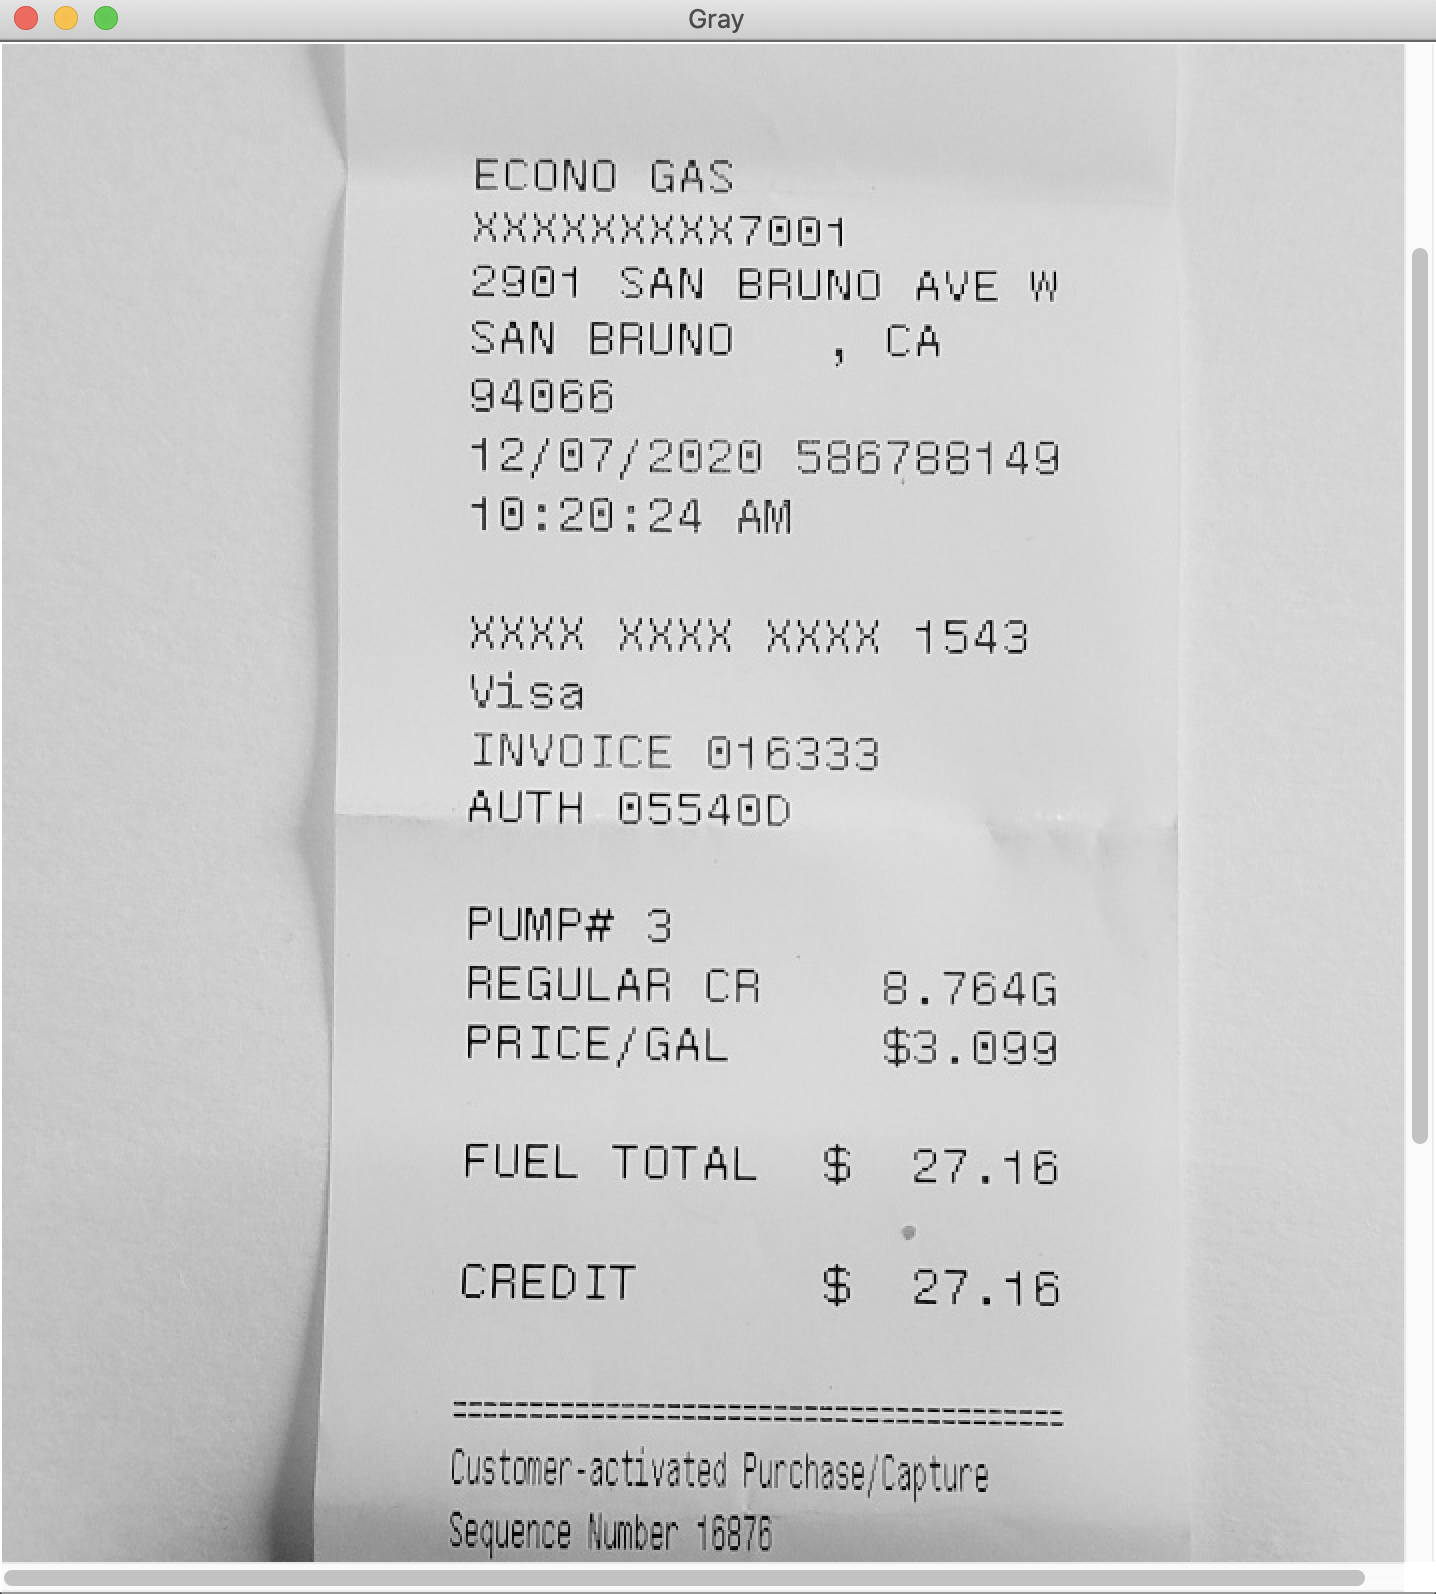 Gray
ECONO GAS
XXXXXXXXX7001
2901 SAN BRUNO AVE W
SAN BRUNO   , CA
94066
12/07/2020 586788149
10:20:24 AM
XXXX XXXX XXXX 1543
Visa
INVOICE 016333
AUTH 05540D
PUMP# 3
REGULAR CR    8.764G
PRICE/GAL     $3.099
FUEL TOTAL  $  27.16
CREDIT      $  27.16
========================================
Customer-activated Purchase/Capture
Sequence Number 16876